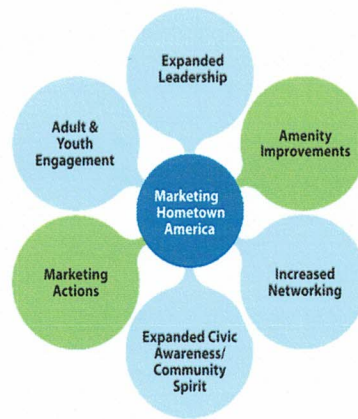 Expanded
Leadership
Adult &
Youth
Engagement
Amenity
Improvements
Marketing
Hometown
America
Marketing
Actions
Increased
Networking
Expanded Civic
Awareness/
Community
Spirit